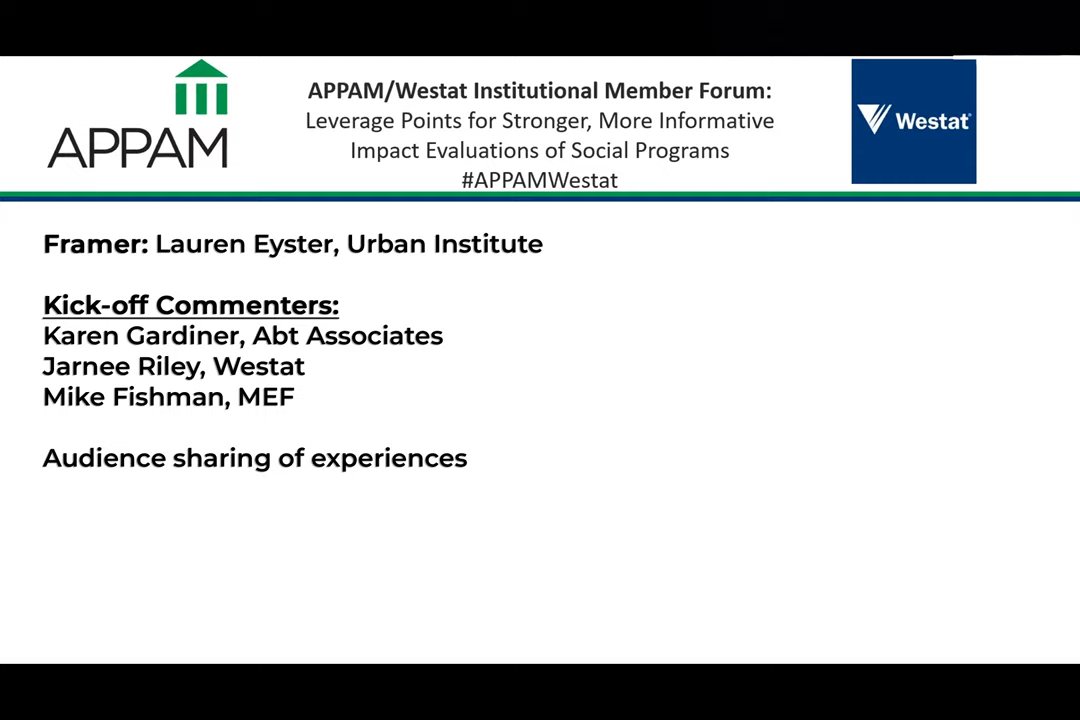 APPAM
APPAM/Westat Institutional Member Forum:
Leverage Points for Stronger, More Informative
Impact Evaluations of Social Programs
#APPAMWestat
Westat
Framer: Lauren Eyster, Urban Institute
Kick-off Commenters:
Karen Gardiner, Abt Associates
Jarnee Riley, Westat
Mike Fishman, MEF
Audience sharing of experiences